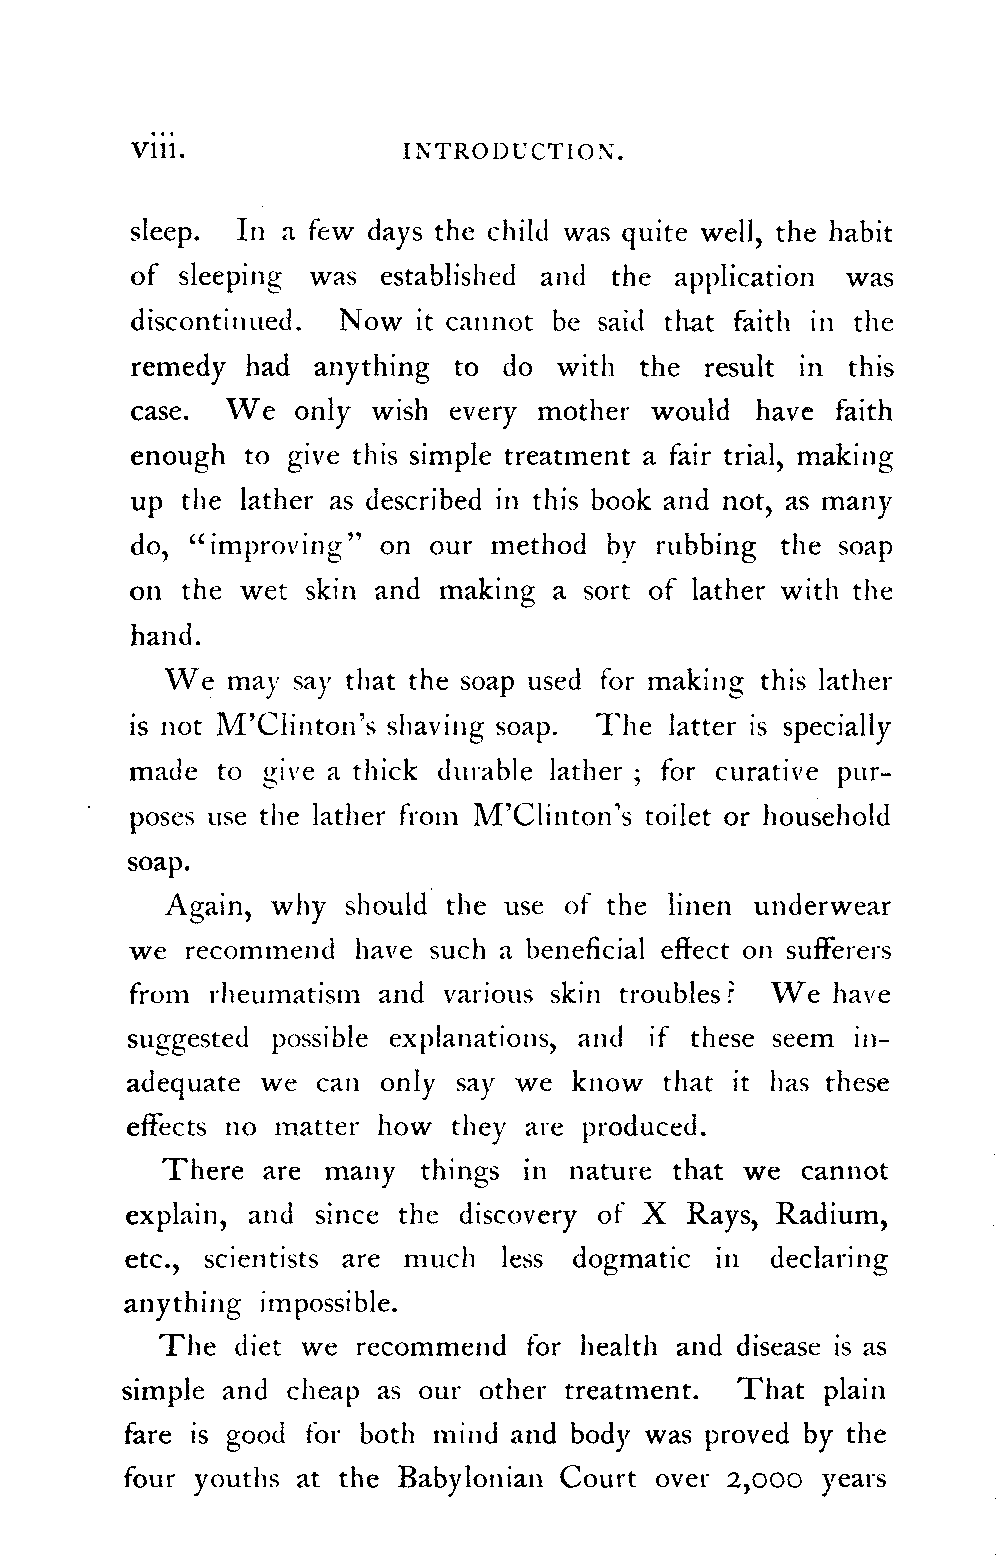 viii. INTRODUCTION.
sleep. In a few days the child was quite well, the habit
of sleeping was established and the application was
discontinued. Now it cannot be said that faith in the
remedy had anything to do with the result in this
case. We only wish every mother would have faith
enough to give this simple treatment a fair trial, making
up the lather as described in this book and not, as many
do, “improving” on our method by rubbing the soap
on the wet skin and making a sort of lather with the
hand.
We may say that the soap used for making this lather
is not M’Clinton’s shaving soap. The latter is specially
made to give a thick durable lather ; for curative pur-
poses use the lather from M’Clinton’s toilet or household
soap.
Again, why should the use of the linen underwear
we recommend have such a beneficial effect on sufferers
from rheumatism and various skin troubles? We have
suggested possible explanations, and if these seem in-
adequate we can only say we know that it has these
effects no matter how they are produced.
There are many things in nature that we cannot
explain, and since the discovery of X Rays, Radium,
etc., scientists are much less dogmatic in declaring
anything impossible.
The diet we recommend for health and disease is as
simple and cheap as our other treatment. That plain
fare is good for both mind and body was proved by the
four youths at the Babylonian Court over 2,000 years